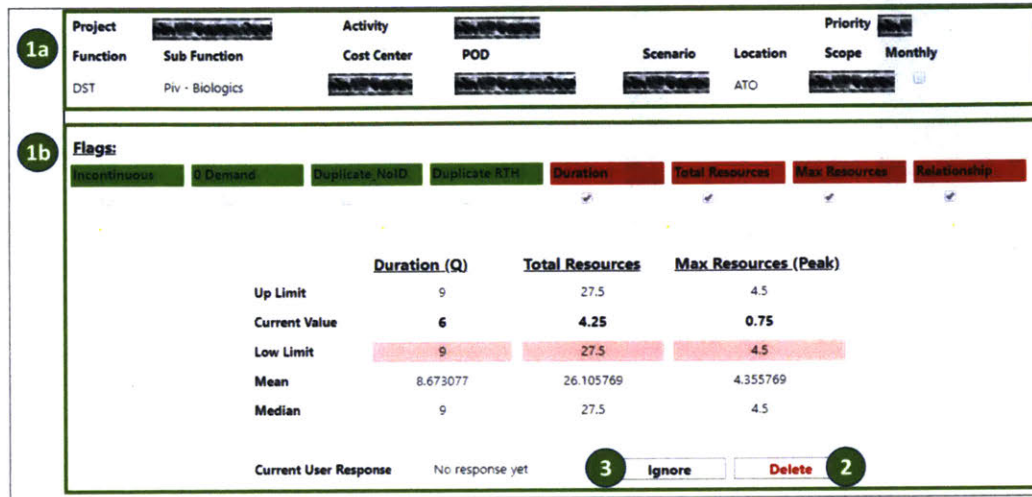 1a
Project Activity Priority
Function Sub Function Cost Center POD Scenario Location Scope Monthly
DST Piv - Biologics ATO
1b
Flags:
Incontinuous 0 Demand Duplicate_NoID Duplicate RTH Duration Total Resources Max Resources Relationship
Duration (Q) Total Resources Max Resources (Peak)
Up Limit 9 27.5 4.5
Current Value 6 4.25 0.75
Low Limit 9 27.5 4.5
Mean 8.673077 26.105769 4.355769
Median 9 27.5 4.5
Current User Response No response yet 3 Ignore Delete 2